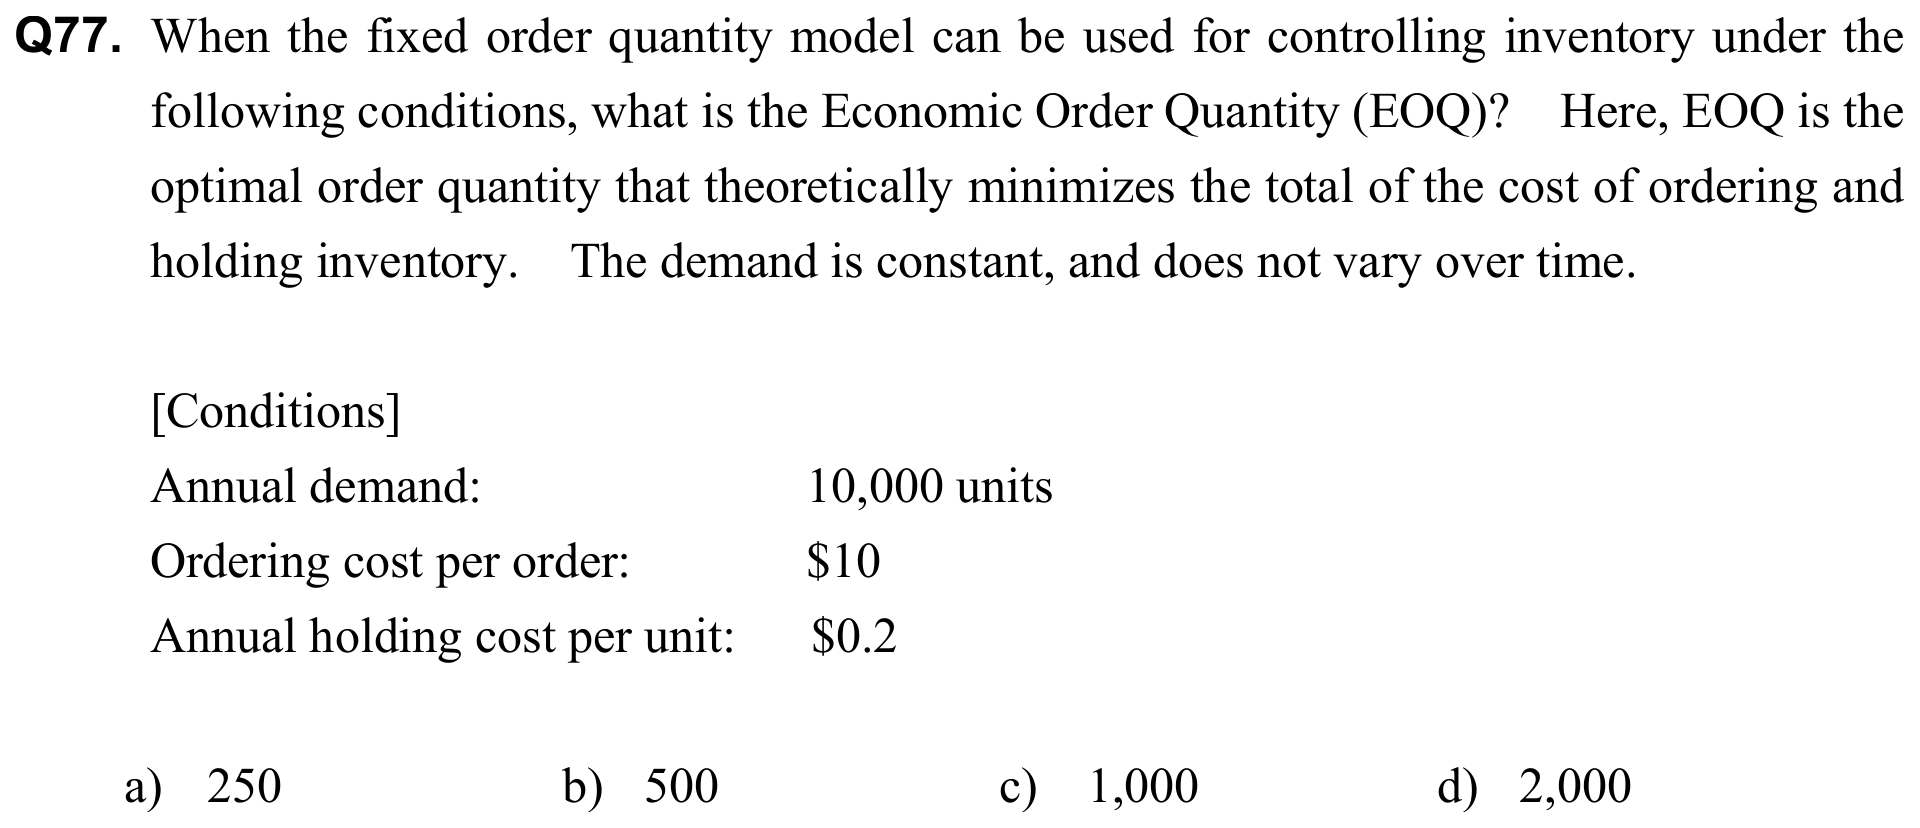 Q77. When the fixed order quantity model can be used for controlling inventory under the
following conditions, what is the Economic Order Quantity (EOQ)? Here, EOQ is the
optimal order quantity that theoretically minimizes the total of the cost of ordering and
holding inventory. The demand is constant, and does not vary over time.
[Conditions]
Annual demand: 10,000 units
Ordering cost per order: $10
Annual holding cost per unit: $0.2
a) 250 b) 500 c) 1,000 d) 2,000